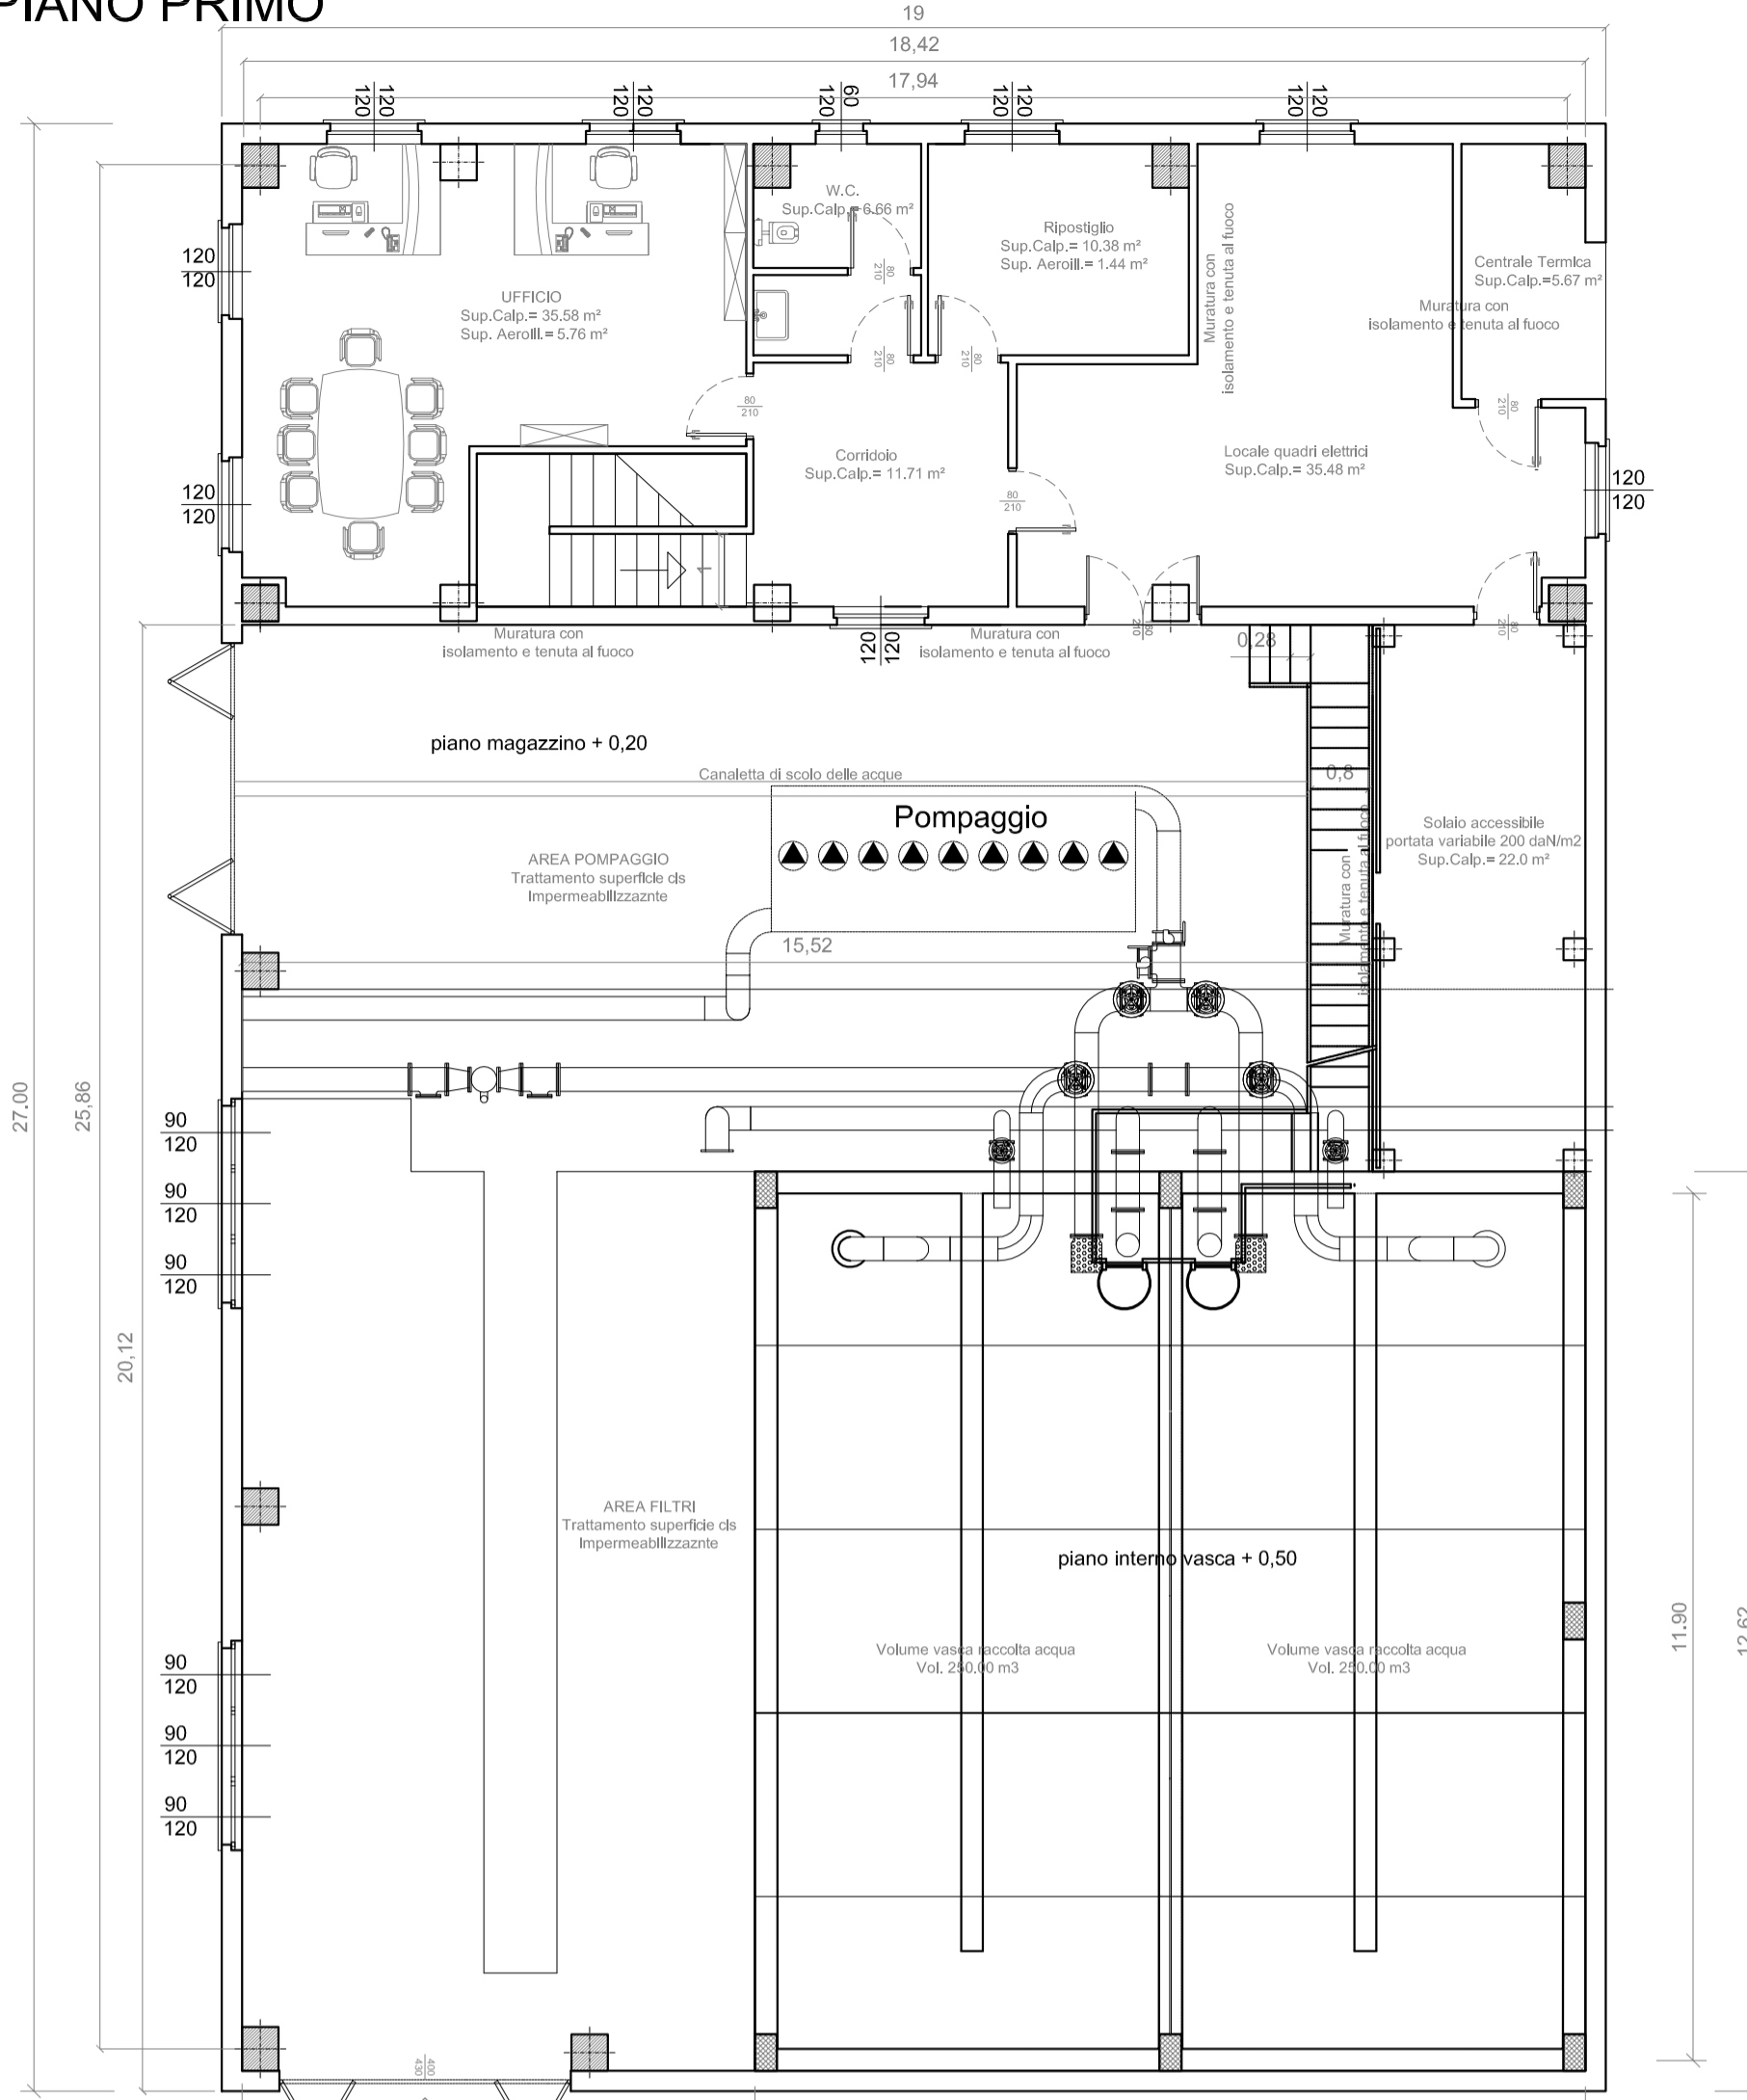 PIANO PRIMO
19
18,42
17,94
120
120
120
120
120
60
120
120
120
120
W.C.
Sup.Calp.= 6.66 m²
Ripostiglio
Sup.Calp.= 10.38 m²
Sup. Aeroill.= 1.44 m²
Muratura con
isolamento e tenuta al fuoco
Centrale Termica
Sup.Calp.=5.67 m²
Muratura con
isolamento e tenuta al fuoco
120
120
UFFICIO
Sup.Calp.= 35.58 m²
Sup. Aeroill.= 5.76 m²
80
210
80
210
80
210
80
210
80
210
Corridoio
Sup.Calp.= 11.71 m²
Locale quadri elettrici
Sup.Calp.= 35,48 m²
120
120
120
120
80
210
1
80
210
80
210
Muratura con
isolamento e tenuta al fuoco
120
120
Muratura con
isolamento e tenuta al fuoco
0,28
piano magazzino + 0,20
Canaletta di scolo delle acque
0,8
Pompaggio
AREA POMPAGGIO
Trattamento superficie cls
Impermeabilizzaznte
Solaio accessibile
portata variabile 200 daN/m2
Sup.Calp.= 22.0 m²
Muratura con
isolamento e tenuta al fuoco
15,52
27.00
25,86
20,12
90
120
90
120
90
120
AREA FILTRI
Trattamento superficie cls
Impermeabilizzaznte
piano interno vasca + 0,50
Volume vasca raccolta acqua
Vol. 250.00 m3
Volume vasca raccolta acqua
Vol. 250.00 m3
11.90
12.62
90
120
90
120
90
120
400
430